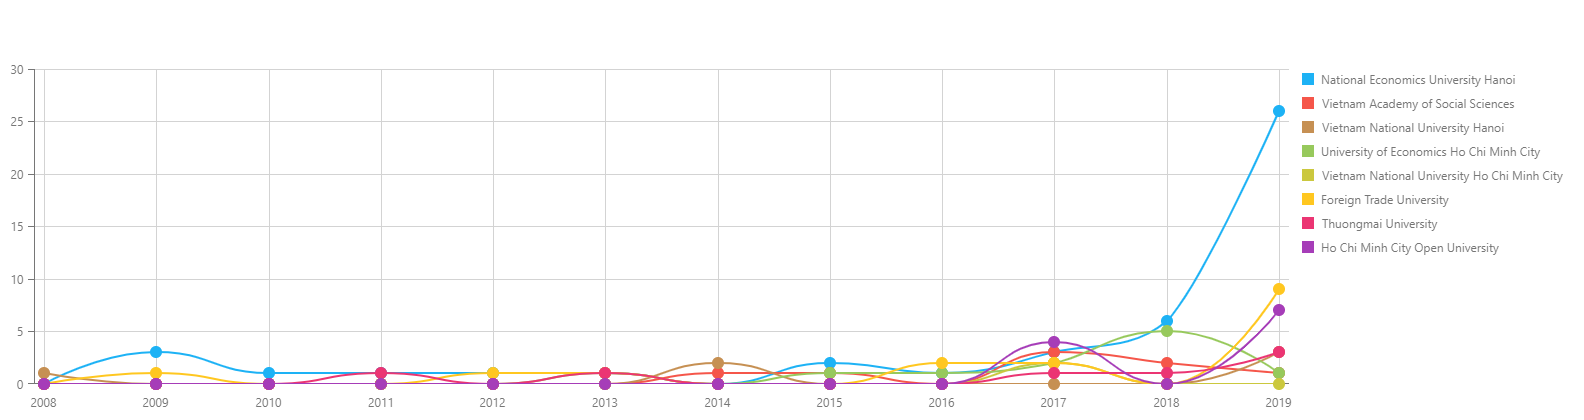 30
25
20
15
10
5
0
2008 2009 2010 2011 2012 2013 2014 2015 2016 2017 2018 2019
National Economics University Hanoi
Vietnam Academy of Social Sciences
Vietnam National University Hanoi
University of Economics Ho Chi Minh City
Vietnam National University Ho Chi Minh City
Foreign Trade University
Thuongmai University
Ho Chi Minh City Open University